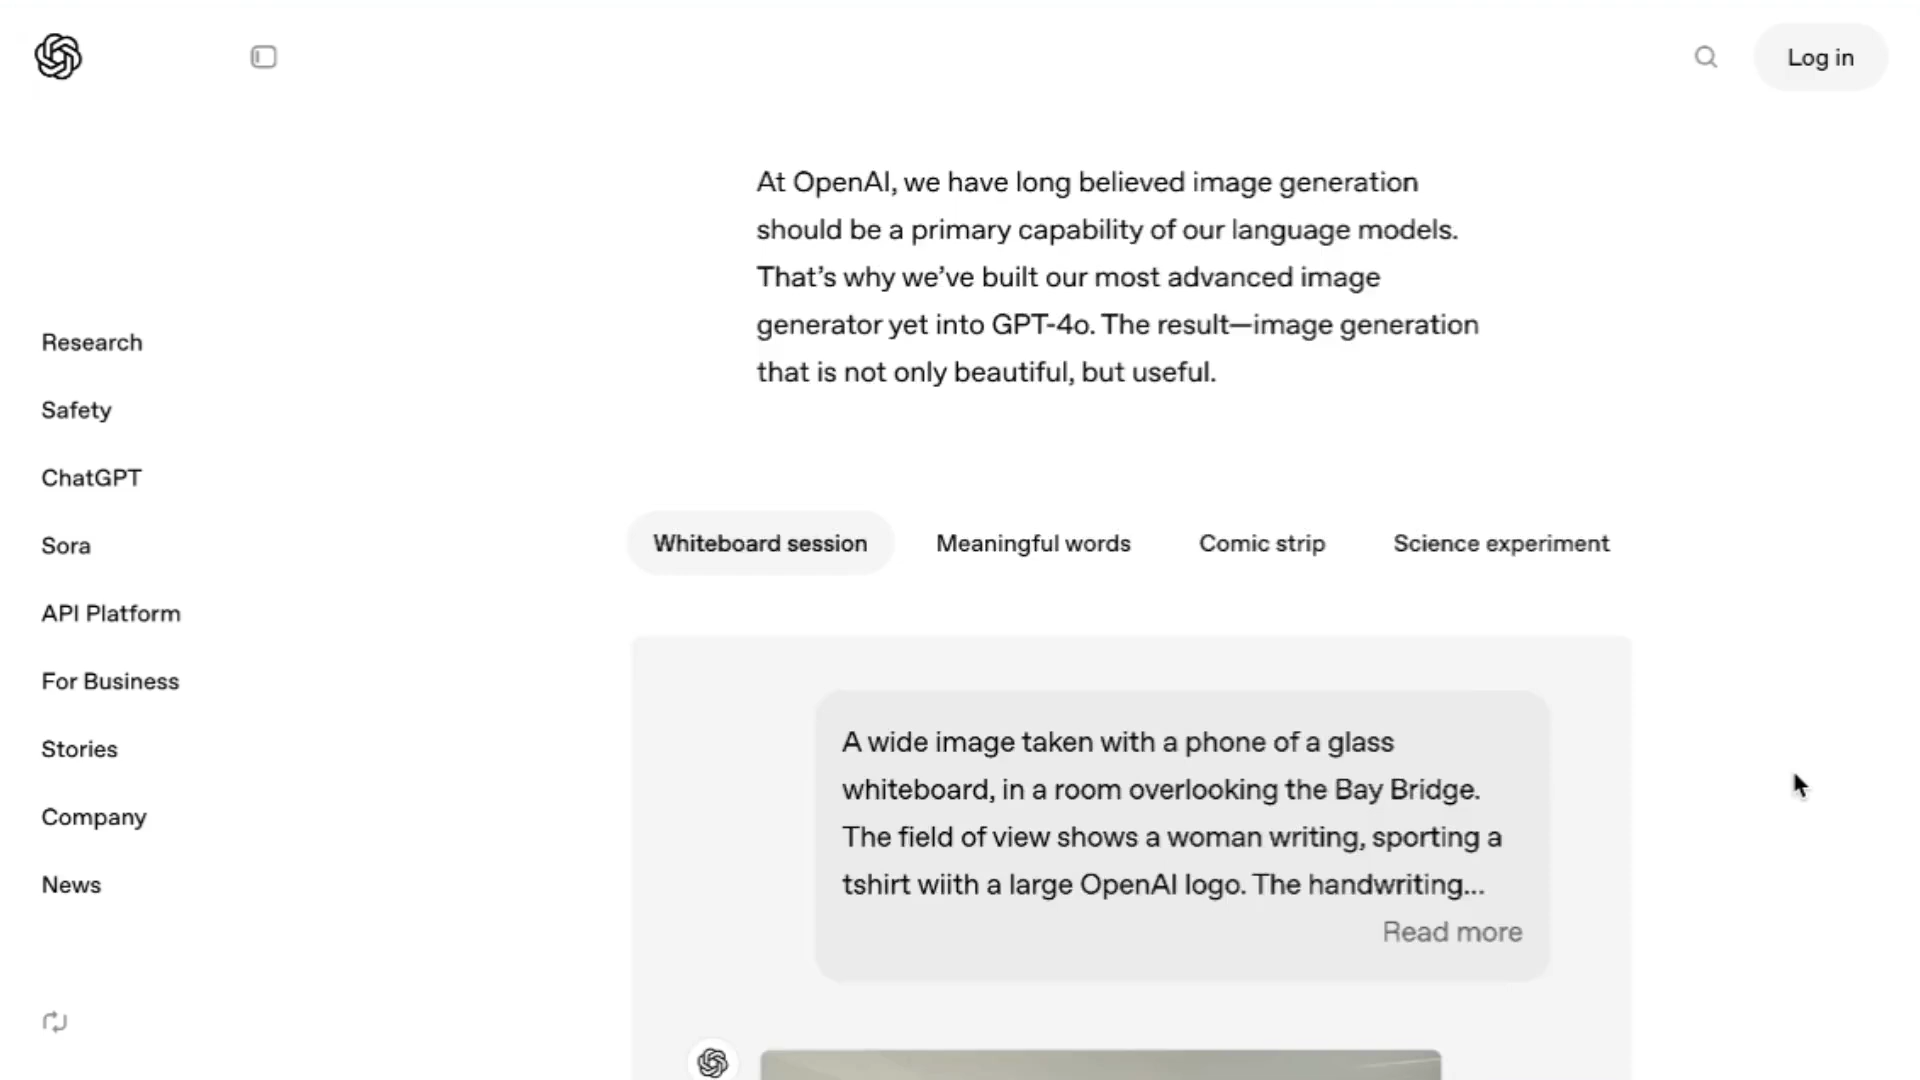 Log in
At OpenAI, we have long believed image generation
should be a primary capability of our language models.
That’s why we’ve built our most advanced image
generator yet into GPT-4o. The result—image generation
that is not only beautiful, but useful.
Research
Safety
ChatGPT
Sora
API Platform
For Business
Stories
Company
News
Whiteboard session
Meaningful words
Comic strip
Science experiment
A wide image taken with a phone of a glass
whiteboard, in a room overlooking the Bay Bridge.
The field of view shows a woman writing, sporting a
tshirt wiith a large OpenAI logo. The handwriting...
Read more